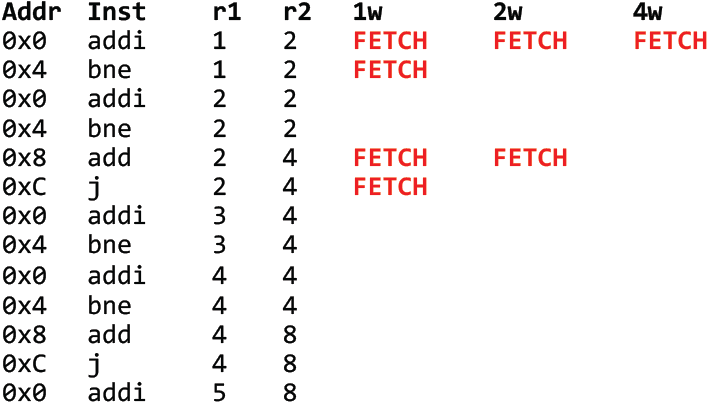 Addr Inst r1 r2 1w 2w 4w
0x0 addi 1 2 FETCH FETCH FETCH
0x4 bne 1 2 FETCH
0x0 addi 2 2
0x4 bne 2 2
0x8 add 2 4 FETCH FETCH
0xC j 2 4 FETCH
0x0 addi 3 4
0x4 bne 3 4
0x0 addi 4 4
0x4 bne 4 4
0x8 add 4 8
0xC j 4 8
0x0 addi 5 8